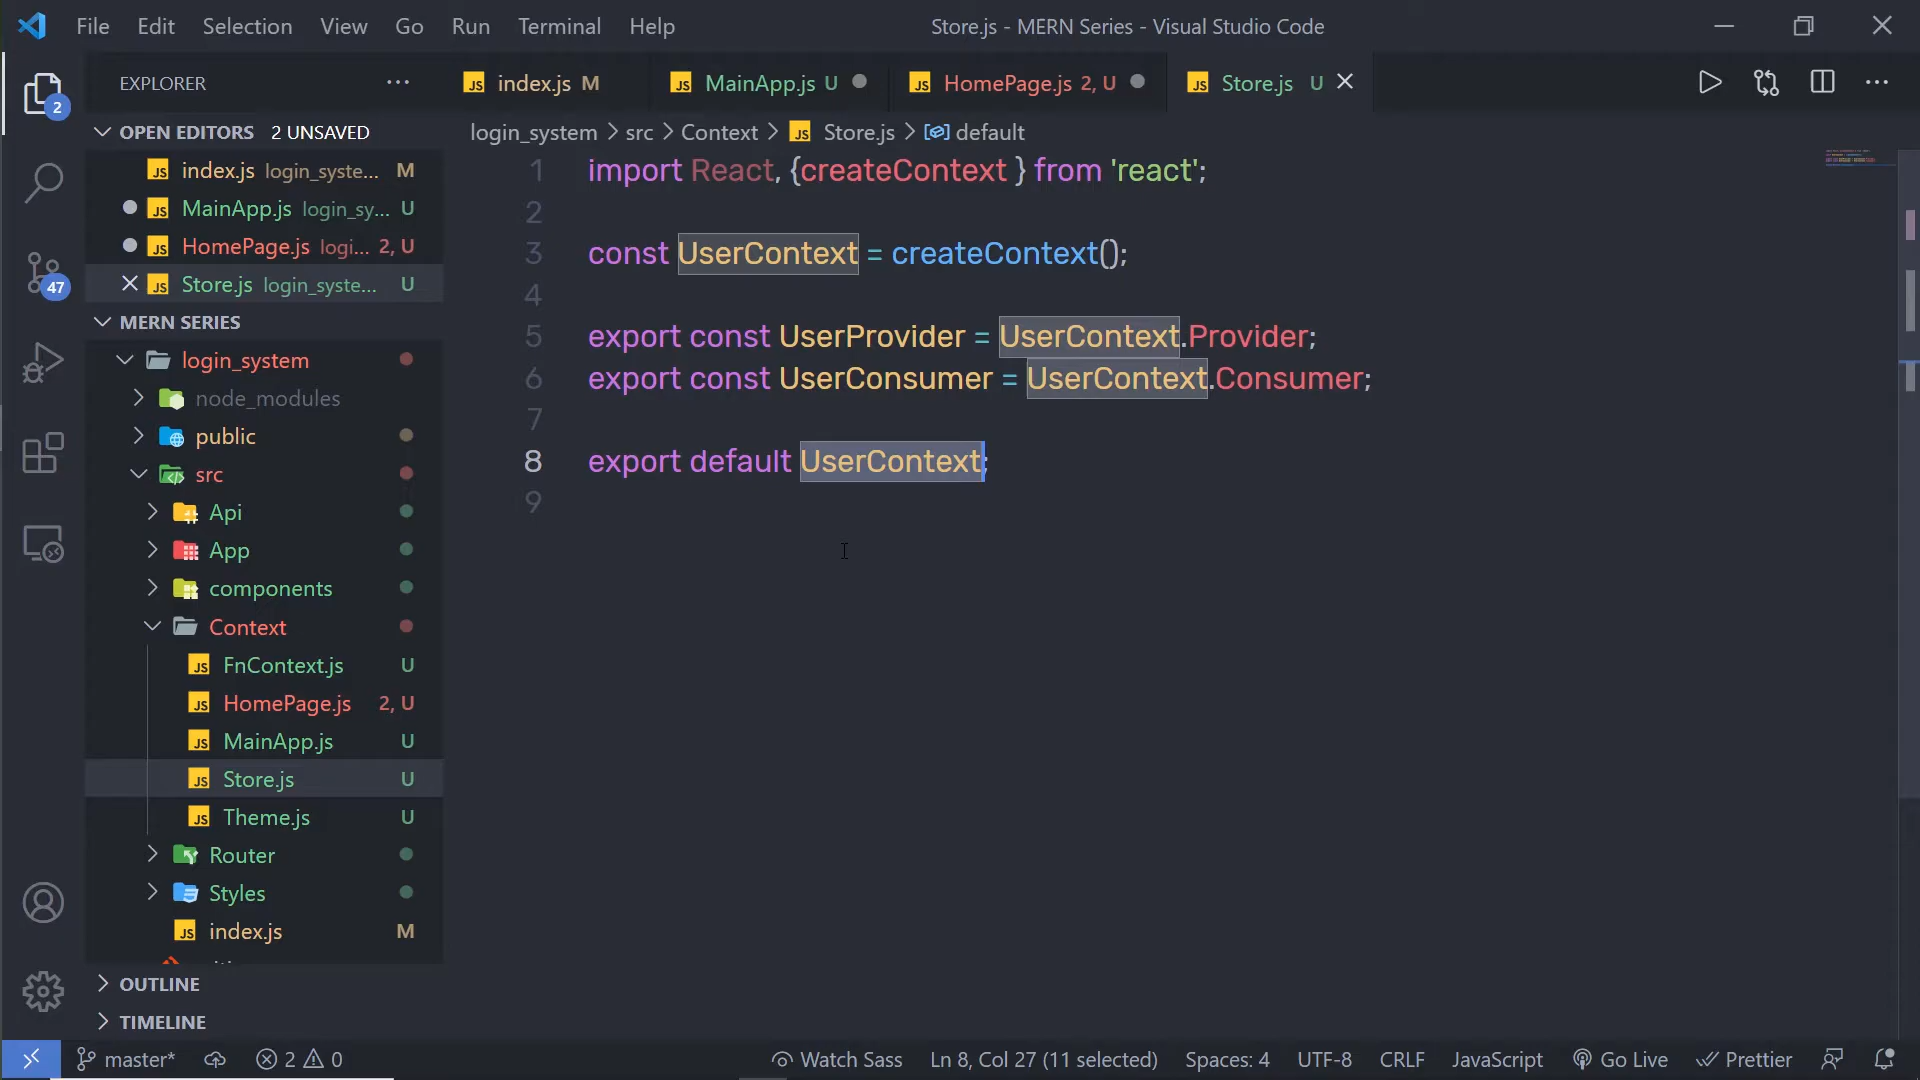 File Edit Selection View Go Run Terminal Help
Store.js - MERN Series - Visual Studio Code
EXPLORER
index.js M
MainApp.js U
HomePage.js 2, U
Store.js U
OPEN EDITORS 2 UNSAVED
index.js login_syste... M
MainApp.js login_sy... U
HomePage.js logi... 2, U
Store.js login_syste... U
MERN SERIES
login_system
node_modules
public
src
Api
App
components
Context
FnContext.js U
HomePage.js 2, U
MainApp.js U
Store.js U
Theme.js U
Router
Styles
index.js M
OUTLINE
TIMELINE
2
47
login_system > src > Context > JS Store.js > default
1 import React, {createContext } from 'react';
2
3 const UserContext = createContext();
4
5 export const UserProvider = UserContext.Provider;
6 export const UserConsumer = UserContext.Consumer;
7
8 export default UserContext;
9
master* 2 0 Watch Sass Ln 8, Col 27 (11 selected) Spaces: 4 UTF-8 CRLF JavaScript Go Live Prettier